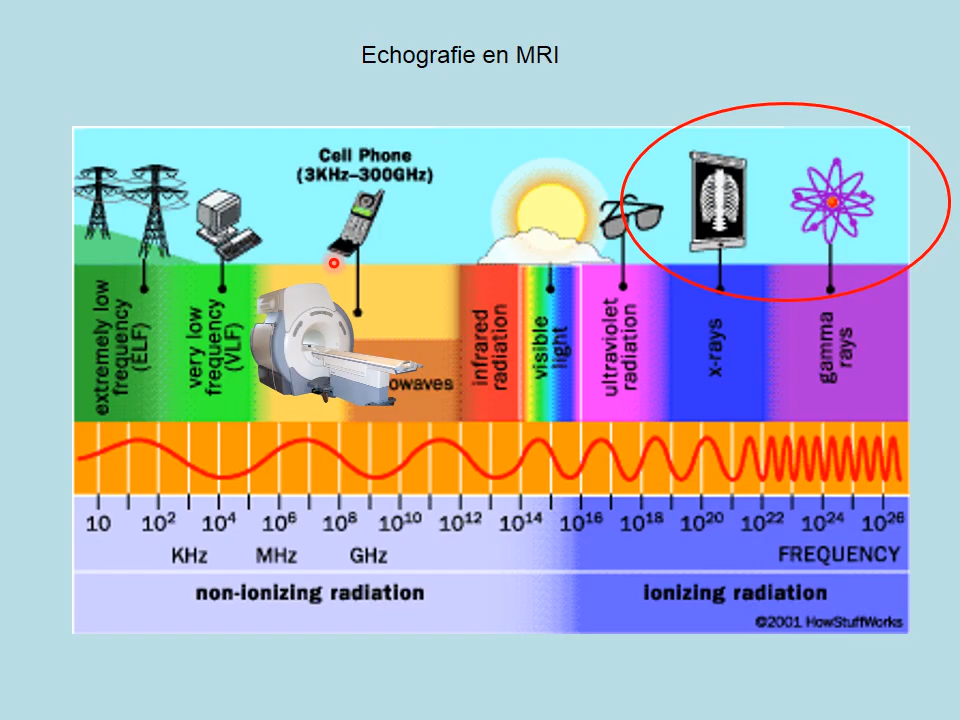 Echografie en MRI
Cell Phone
(3KHz–300GHz)
extremely low
frequency
(ELF)
very low
frequency
(VLF)
owaves
infrared
radiation
visible
light
ultraviolet
radiation
x-rays
gamma
rays
10 10² 10⁴ 10⁶ 10⁸ 10¹⁰ 10¹² 10¹⁴ 10¹⁶ 10¹⁸ 10²⁰ 10²² 10²⁴ 10²⁶
KHz MHz GHz FREQUENCY
non-ionizing radiation ionizing radiation
©2001 HowStuffWorks